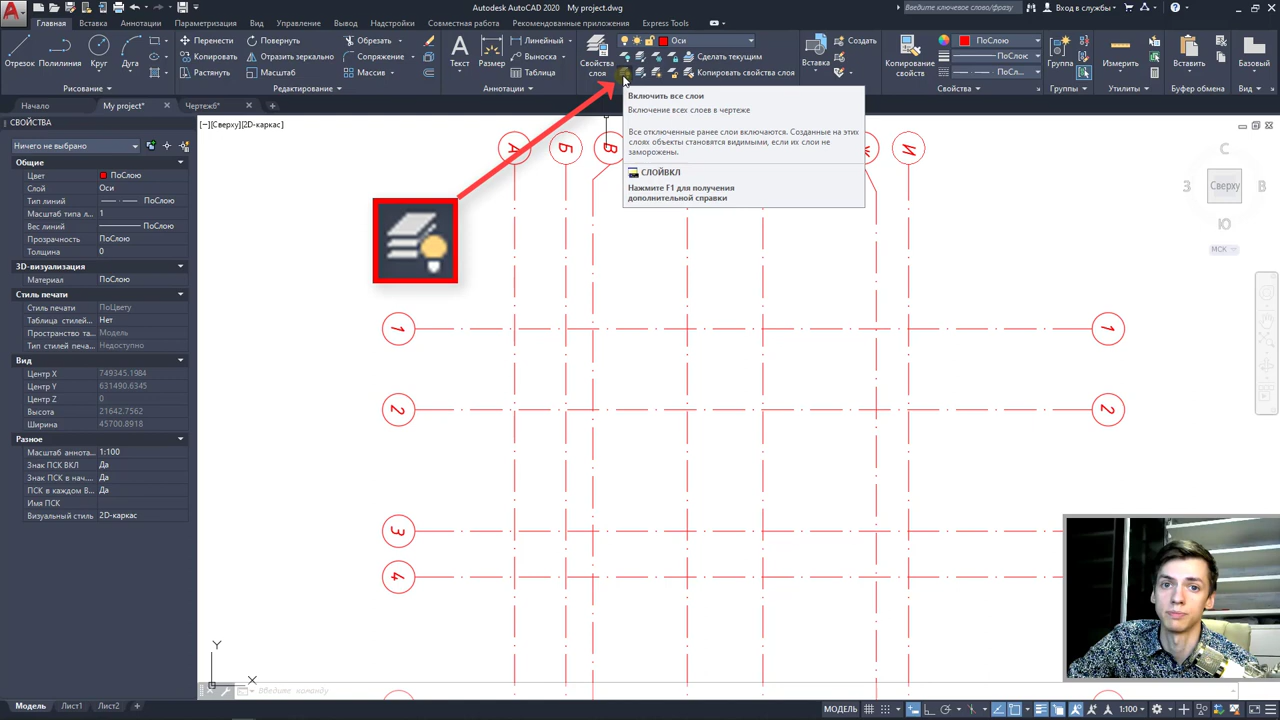 Autodesk AutoCAD 2020 My project.dwg
Введите ключевое слово/фразу
Вход в службы
Главная Вставка Аннотации Параметризация Вид Управление Вывод Надстройки Совместная работа Рекомендованные приложения Express Tools
Отрезок Полилиния Круг Дуга
Перенести Повернуть Обрезать
Копировать Отразить Сопряжение
Растянуть Масштаб Массив
Рисование Редактирование
Текст Размер
Линейный
Выноска
Таблица
Аннотации
Свойства слоя
Оси
Сделать текущим
Копировать свойства слоя
Вставка
Создать
Копирование свойств
ПоСлою
ПоСлою
ПоСл...
Свойства
Группа
Группы
Измерить
Утилиты
Вставить
Буфер обмена
Базовый
Вид
Начало My project* Чертеж6*
СВОЙСТВА
Ничего не выбрано
Общие
Цвет ПоСлою
Слой Оси
Тип линий ПоСлою
Масштаб типа л... 1
Вес линий ПоСлою
Прозрачность ПоСлою
Толщина 0
3D-визуализация
Материал ПоСлою
Стиль печати
Стиль печати ПоЦвету
Таблица стилей... Нет
Пространство та... Модель
Тип стилей печа... Недоступно
Вид
Центр X 749345.1984
Центр Y 631490.6345
Центр Z 0
Высота 21642.7562
Ширина 45700.8918
Разное
Масштаб аннота... 1:100
Знак ПСК ВКЛ Да
Знак ПСК в нач.... Да
ПСК в каждом В... Да
Имя ПСК
Визуальный стиль 2D-каркас
[−][Сверху][2D-каркас]
Включить все слои
Включение всех слоев в чертеже
Все отключенные ранее слои включаются. Созданные на этих
слоях объекты становятся видимыми, если их слои не
заморожены.
СЛОЙВКЛ
Нажмите F1 для получения
дополнительной справки
А Б В Ж И
С
З Сверху В
Ю
МСК
1 1
2 2
3
4
Y
X
Введите команду
Модель Лист1 Лист2 +
МОДЕЛЬ 1:100